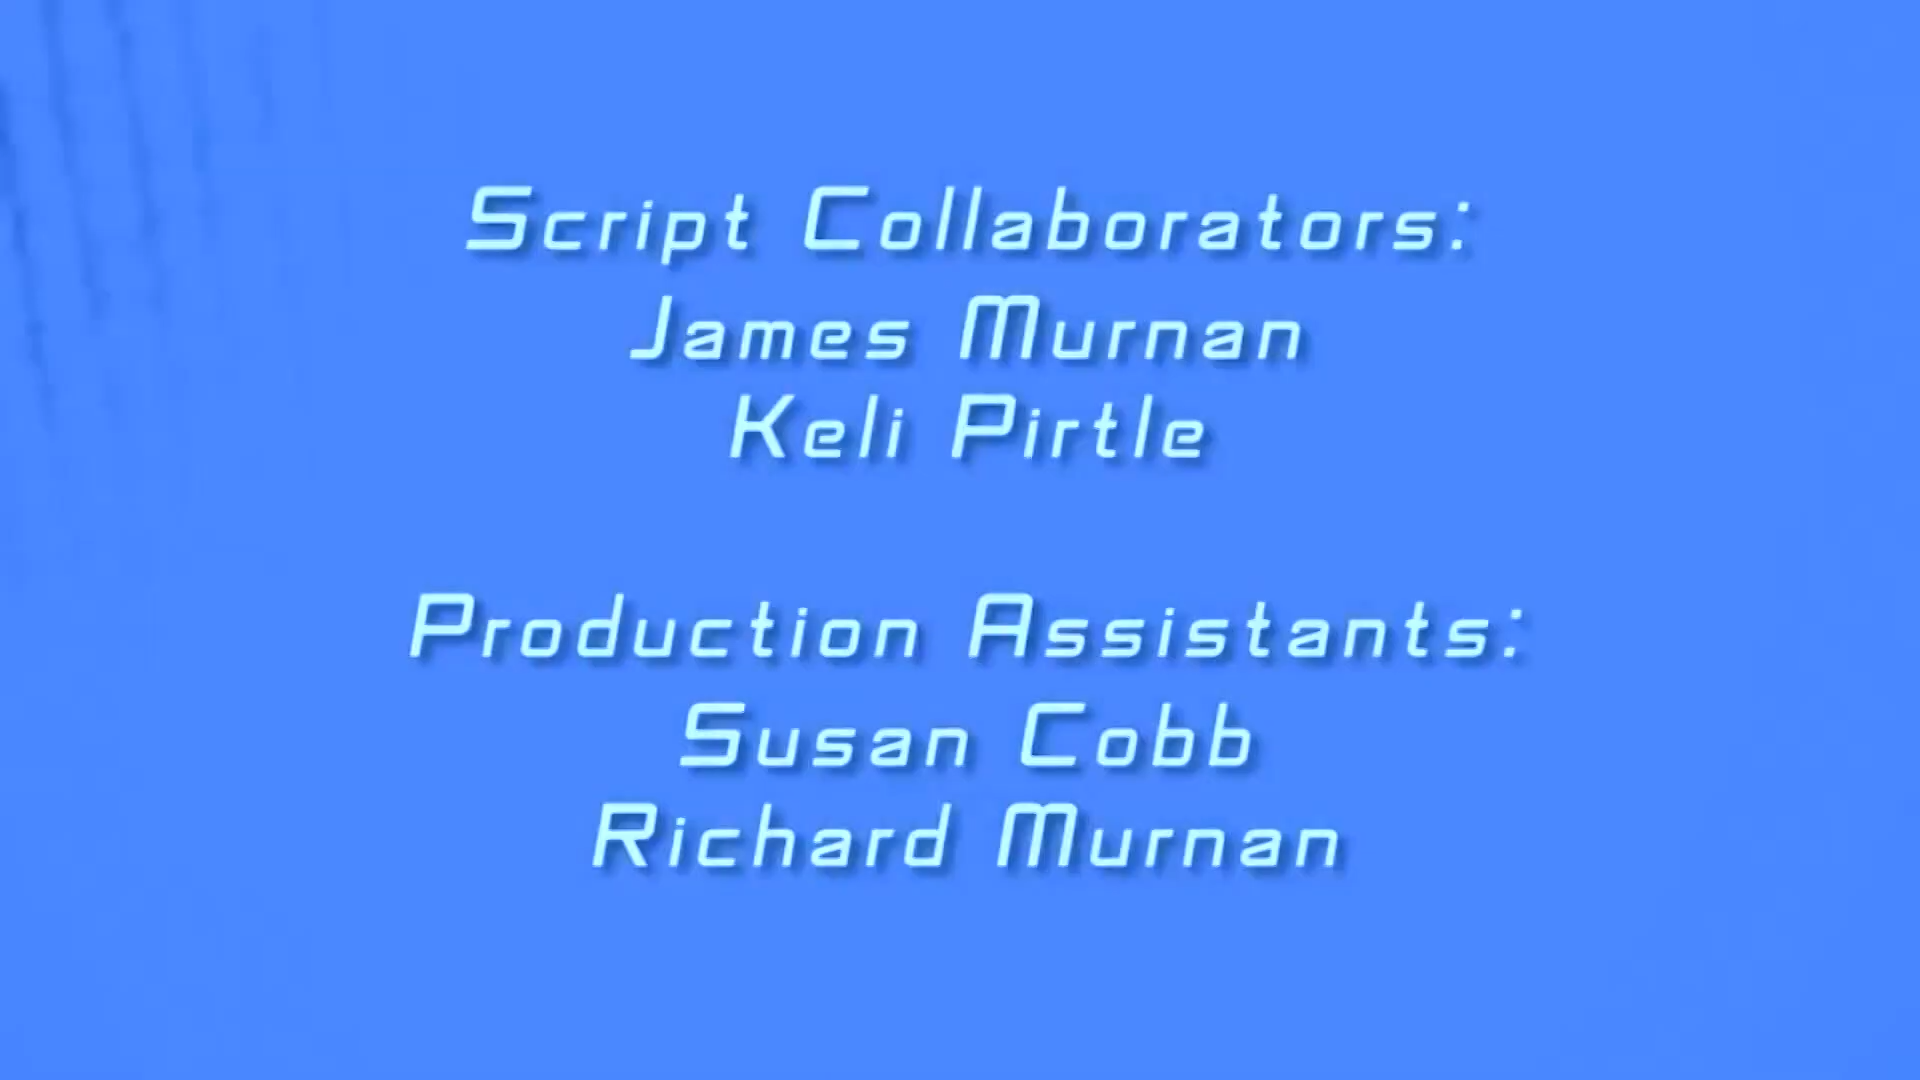 Script Collaborators:
James Murnan
Keli Pirtle
Production Assistants:
Susan Cobb
Richard Murnan